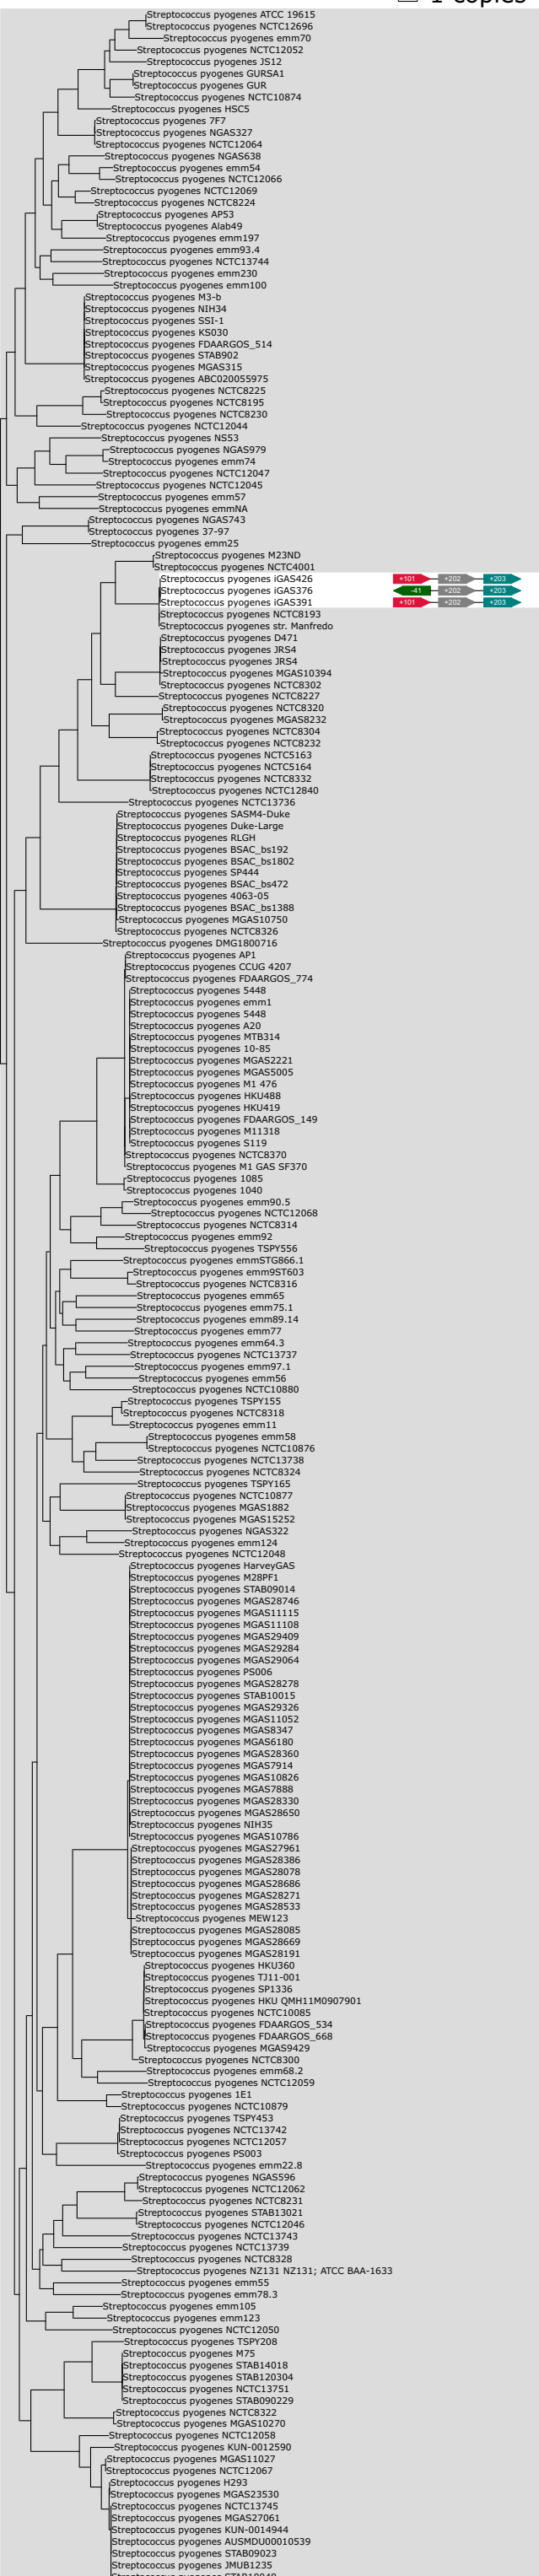 1 copies
Streptococcus pyogenes ATCC 19615
Streptococcus pyogenes NCTC12696
Streptococcus pyogenes emm70
Streptococcus pyogenes NCTC12052
Streptococcus pyogenes JS12
Streptococcus pyogenes GURSA1
Streptococcus pyogenes GUR
Streptococcus pyogenes NCTC10874
Streptococcus pyogenes HSC5
Streptococcus pyogenes 7F7
Streptococcus pyogenes NGAS327
Streptococcus pyogenes NCTC12064
Streptococcus pyogenes NGAS638
Streptococcus pyogenes emm54
Streptococcus pyogenes NCTC12066
Streptococcus pyogenes NCTC12069
Streptococcus pyogenes NCTC8224
Streptococcus pyogenes AP53
Streptococcus pyogenes Alab49
Streptococcus pyogenes emm197
Streptococcus pyogenes emm93.4
Streptococcus pyogenes NCTC13744
Streptococcus pyogenes emm230
Streptococcus pyogenes emm100
Streptococcus pyogenes M3-b
Streptococcus pyogenes NIH34
Streptococcus pyogenes SSI-1
Streptococcus pyogenes KS030
Streptococcus pyogenes FDAARGOS_514
Streptococcus pyogenes STAB902
Streptococcus pyogenes MGAS315
Streptococcus pyogenes ABC020055975
Streptococcus pyogenes NCTC8225
Streptococcus pyogenes NCTC8195
Streptococcus pyogenes NCTC8230
Streptococcus pyogenes NCTC12044
Streptococcus pyogenes NS53
Streptococcus pyogenes NGAS979
Streptococcus pyogenes emm74
Streptococcus pyogenes NCTC12047
Streptococcus pyogenes NCTC12045
Streptococcus pyogenes emm57
Streptococcus pyogenes emmNA
Streptococcus pyogenes NGAS743
Streptococcus pyogenes 37-97
Streptococcus pyogenes emm25
Streptococcus pyogenes M23ND
Streptococcus pyogenes NCTC4001
Streptococcus pyogenes iGAS426 +101 +202 +203
Streptococcus pyogenes iGAS376 -41 +202 +203
Streptococcus pyogenes iGAS391 +101 +202 +203
Streptococcus pyogenes NCTC8193
Streptococcus pyogenes str. Manfredo
Streptococcus pyogenes D471
Streptococcus pyogenes JRS4
Streptococcus pyogenes JRS4
Streptococcus pyogenes MGAS10394
Streptococcus pyogenes NCTC8302
Streptococcus pyogenes NCTC8227
Streptococcus pyogenes NCTC8320
Streptococcus pyogenes MGAS8232
Streptococcus pyogenes NCTC8304
Streptococcus pyogenes NCTC8232
Streptococcus pyogenes NCTC5163
Streptococcus pyogenes NCTC5164
Streptococcus pyogenes NCTC8332
Streptococcus pyogenes NCTC12840
Streptococcus pyogenes NCTC13736
Streptococcus pyogenes SASM4-Duke
Streptococcus pyogenes Duke-Large
Streptococcus pyogenes RLGH
Streptococcus pyogenes BSAC_bs192
Streptococcus pyogenes BSAC_bs1802
Streptococcus pyogenes SP444
Streptococcus pyogenes BSAC_bs472
Streptococcus pyogenes 4063-05
Streptococcus pyogenes BSAC_bs1388
Streptococcus pyogenes MGAS10750
Streptococcus pyogenes NCTC8326
Streptococcus pyogenes DMG1800716
Streptococcus pyogenes AP1
Streptococcus pyogenes CCUG 4207
Streptococcus pyogenes FDAARGOS_774
Streptococcus pyogenes 5448
Streptococcus pyogenes emm1
Streptococcus pyogenes 5448
Streptococcus pyogenes A20
Streptococcus pyogenes MTB314
Streptococcus pyogenes 10-85
Streptococcus pyogenes MGAS2221
Streptococcus pyogenes MGAS5005
Streptococcus pyogenes M1 476
Streptococcus pyogenes HKU488
Streptococcus pyogenes HKU419
Streptococcus pyogenes FDAARGOS_149
Streptococcus pyogenes M11318
Streptococcus pyogenes S119
Streptococcus pyogenes NCTC8370
Streptococcus pyogenes M1 GAS SF370
Streptococcus pyogenes 1085
Streptococcus pyogenes 1040
Streptococcus pyogenes emm90.5
Streptococcus pyogenes NCTC12068
Streptococcus pyogenes NCTC8314
Streptococcus pyogenes emm92
Streptococcus pyogenes TSPY556
Streptococcus pyogenes emmSTG866.1
Streptococcus pyogenes emm9ST603
Streptococcus pyogenes NCTC8316
Streptococcus pyogenes emm65
Streptococcus pyogenes emm75.1
Streptococcus pyogenes emm89.14
Streptococcus pyogenes emm77
Streptococcus pyogenes emm64.3
Streptococcus pyogenes NCTC13737
Streptococcus pyogenes emm97.1
Streptococcus pyogenes emm56
Streptococcus pyogenes NCTC10880
Streptococcus pyogenes TSPY155
Streptococcus pyogenes NCTC8318
Streptococcus pyogenes emm11
Streptococcus pyogenes emm58
Streptococcus pyogenes NCTC10876
Streptococcus pyogenes NCTC13738
Streptococcus pyogenes NCTC8324
Streptococcus pyogenes TSPY165
Streptococcus pyogenes NCTC10877
Streptococcus pyogenes MGAS1882
Streptococcus pyogenes MGAS15252
Streptococcus pyogenes NGAS322
Streptococcus pyogenes emm124
Streptococcus pyogenes NCTC12048
Streptococcus pyogenes HarveyGAS
Streptococcus pyogenes M28PF1
Streptococcus pyogenes STAB09014
Streptococcus pyogenes MGAS28746
Streptococcus pyogenes MGAS11115
Streptococcus pyogenes MGAS11108
Streptococcus pyogenes MGAS29409
Streptococcus pyogenes MGAS29284
Streptococcus pyogenes MGAS29064
Streptococcus pyogenes PS006
Streptococcus pyogenes MGAS28278
Streptococcus pyogenes STAB10015
Streptococcus pyogenes MGAS29326
Streptococcus pyogenes MGAS11052
Streptococcus pyogenes MGAS8347
Streptococcus pyogenes MGAS6180
Streptococcus pyogenes MGAS28360
Streptococcus pyogenes MGAS7914
Streptococcus pyogenes MGAS10826
Streptococcus pyogenes MGAS7888
Streptococcus pyogenes MGAS28330
Streptococcus pyogenes MGAS28650
Streptococcus pyogenes NIH35
Streptococcus pyogenes MGAS10786
Streptococcus pyogenes MGAS27961
Streptococcus pyogenes MGAS28386
Streptococcus pyogenes MGAS28078
Streptococcus pyogenes MGAS28686
Streptococcus pyogenes MGAS28271
Streptococcus pyogenes MGAS28533
Streptococcus pyogenes MEW123
Streptococcus pyogenes MGAS28085
Streptococcus pyogenes MGAS28669
Streptococcus pyogenes MGAS28191
Streptococcus pyogenes HKU360
Streptococcus pyogenes TJ11-001
Streptococcus pyogenes SP1336
Streptococcus pyogenes HKU QMH11M0907901
Streptococcus pyogenes NCTC10085
Streptococcus pyogenes FDAARGOS_534
Streptococcus pyogenes FDAARGOS_668
Streptococcus pyogenes MGAS9429
Streptococcus pyogenes NCTC8300
Streptococcus pyogenes emm68.2
Streptococcus pyogenes NCTC12059
Streptococcus pyogenes 1E1
Streptococcus pyogenes NCTC10879
Streptococcus pyogenes TSPY453
Streptococcus pyogenes NCTC13742
Streptococcus pyogenes NCTC12057
Streptococcus pyogenes PS003
Streptococcus pyogenes emm22.8
Streptococcus pyogenes NGAS596
Streptococcus pyogenes NCTC12062
Streptococcus pyogenes NCTC8231
Streptococcus pyogenes STAB13021
Streptococcus pyogenes NCTC12046
Streptococcus pyogenes NCTC13743
Streptococcus pyogenes NCTC13739
Streptococcus pyogenes NCTC8328
Streptococcus pyogenes NZ131 NZ131; ATCC BAA-1633
Streptococcus pyogenes emm55
Streptococcus pyogenes emm78.3
Streptococcus pyogenes emm105
Streptococcus pyogenes emm123
Streptococcus pyogenes NCTC12050
Streptococcus pyogenes TSPY208
Streptococcus pyogenes M75
Streptococcus pyogenes STAB14018
Streptococcus pyogenes STAB120304
Streptococcus pyogenes NCTC13751
Streptococcus pyogenes STAB090229
Streptococcus pyogenes NCTC8322
Streptococcus pyogenes MGAS10270
Streptococcus pyogenes NCTC12058
Streptococcus pyogenes KUN-0012590
Streptococcus pyogenes MGAS11027
Streptococcus pyogenes NCTC12067
Streptococcus pyogenes H293
Streptococcus pyogenes MGAS23530
Streptococcus pyogenes NCTC13745
Streptococcus pyogenes MGAS27061
Streptococcus pyogenes KUN-0014944
Streptococcus pyogenes AUSMDU00010539
Streptococcus pyogenes STAB09023
Streptococcus pyogenes JMUB1235
Streptococcus pyogenes